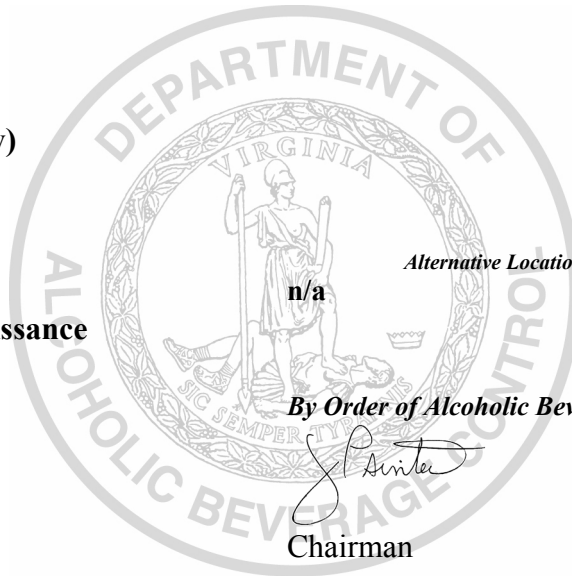 DEPARTMENT OF
ALCOHOLIC BEVERAGE CONTROL
VIRGINIA
SIC SEMPER TYRANNIS
y)
Alternative Locatio
n/a
ssance
By Order of Alcoholic Bev
Chairman